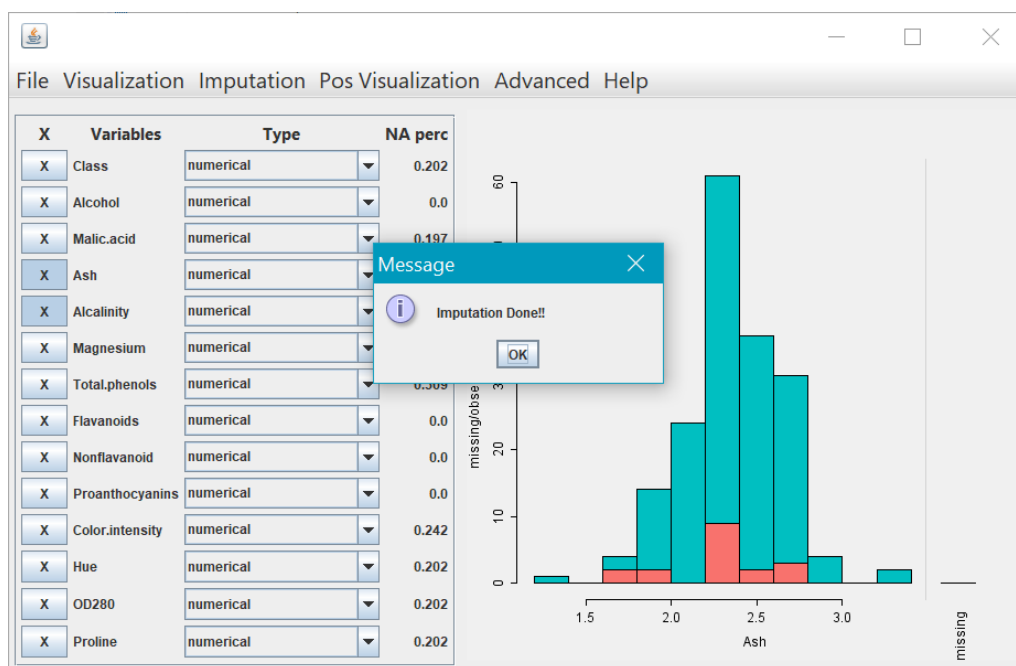 File Visualization Imputation Pos Visualization Advanced Help
X Variables Type NA perc
X Class numerical 0.202
X Alcohol numerical 0.0
X Malic.acid numerical 0.197
X Ash numerical
X Alcalinity numerical
X Magnesium numerical
X Total.phenols numerical 0.309
X Flavanoids numerical 0.0
X Nonflavanoid numerical 0.0
X Proanthocyanins numerical 0.0
X Color.intensity numerical 0.242
X Hue numerical 0.202
X OD280 numerical 0.202
X Proline numerical 0.202
Message
i
Imputation Done!!
OK
60
20
10
0
missing/obse
1.5 2.0 2.5 3.0
Ash
missing